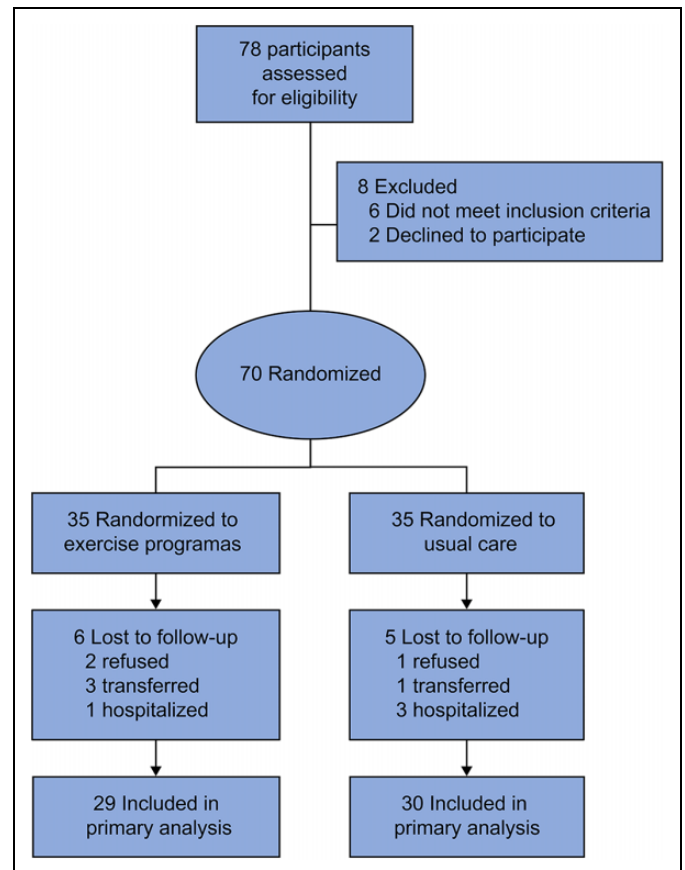 78 participants
assessed
for eligibility
8 Excluded
6 Did not meet inclusion criteria
2 Declined to participate
70 Randomized
35 Randormized to
exercise programas
35 Randomized to
usual care
6 Lost to follow-up
2 refused
3 transferred
1 hospitalized
5 Lost to follow-up
1 refused
1 transferred
3 hospitalized
29 Included in
primary analysis
30 Included in
primary analysis